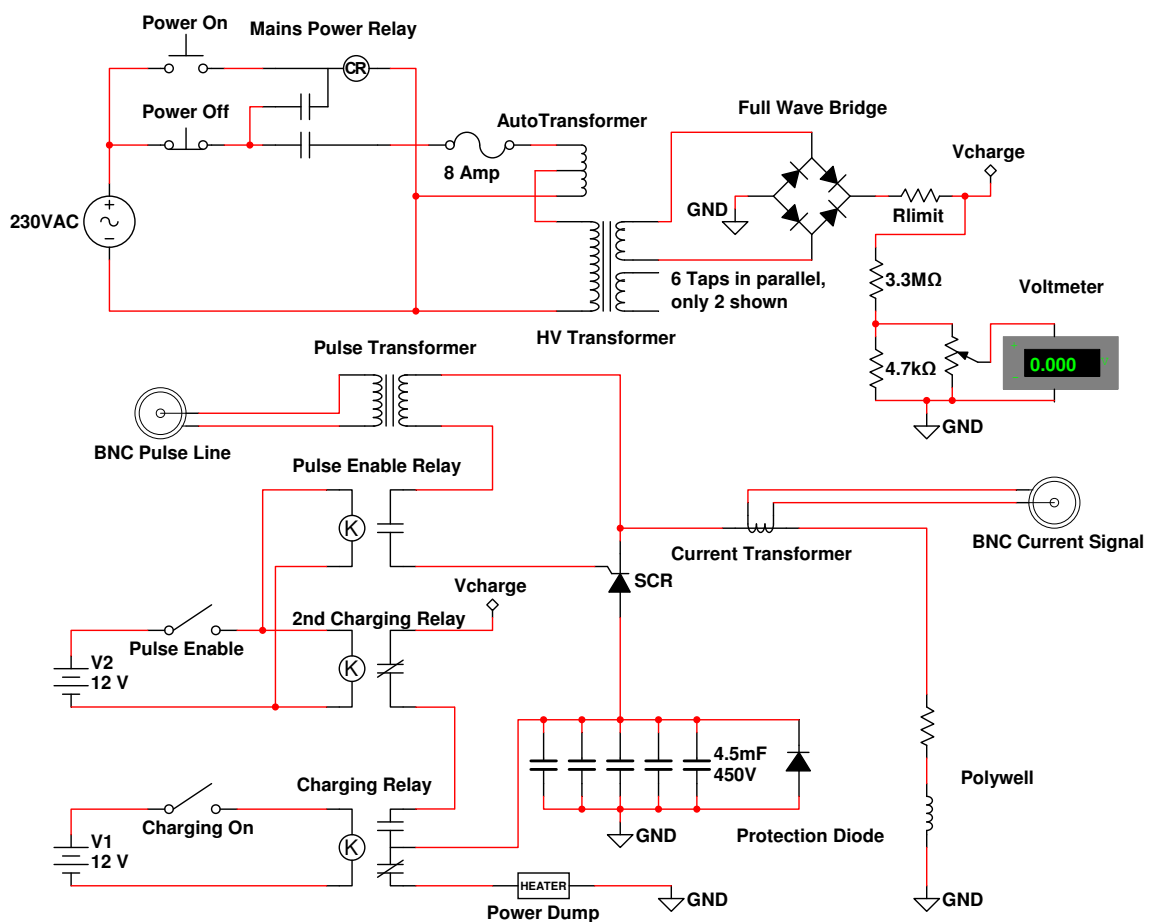 Power On
Mains Power Relay
CR
Power Off
AutoTransformer
Full Wave Bridge
8 Amp
Vcharge
230VAC
+
~
−
GND
Rlimit
6 Taps in parallel,
only 2 shown
3.3MΩ
Voltmeter
HV Transformer
Pulse Transformer
4.7kΩ
+
0.000
V
−
GND
BNC Pulse Line
Pulse Enable Relay
K
Current Transformer
BNC Current Signal
SCR
Vcharge
2nd Charging Relay
Pulse Enable
V2
12 V
K
4.5mF
450V
Charging Relay
Polywell
Charging On
GND
Protection Diode
V1
12 V
K
HEATER
GND
GND
Power Dump